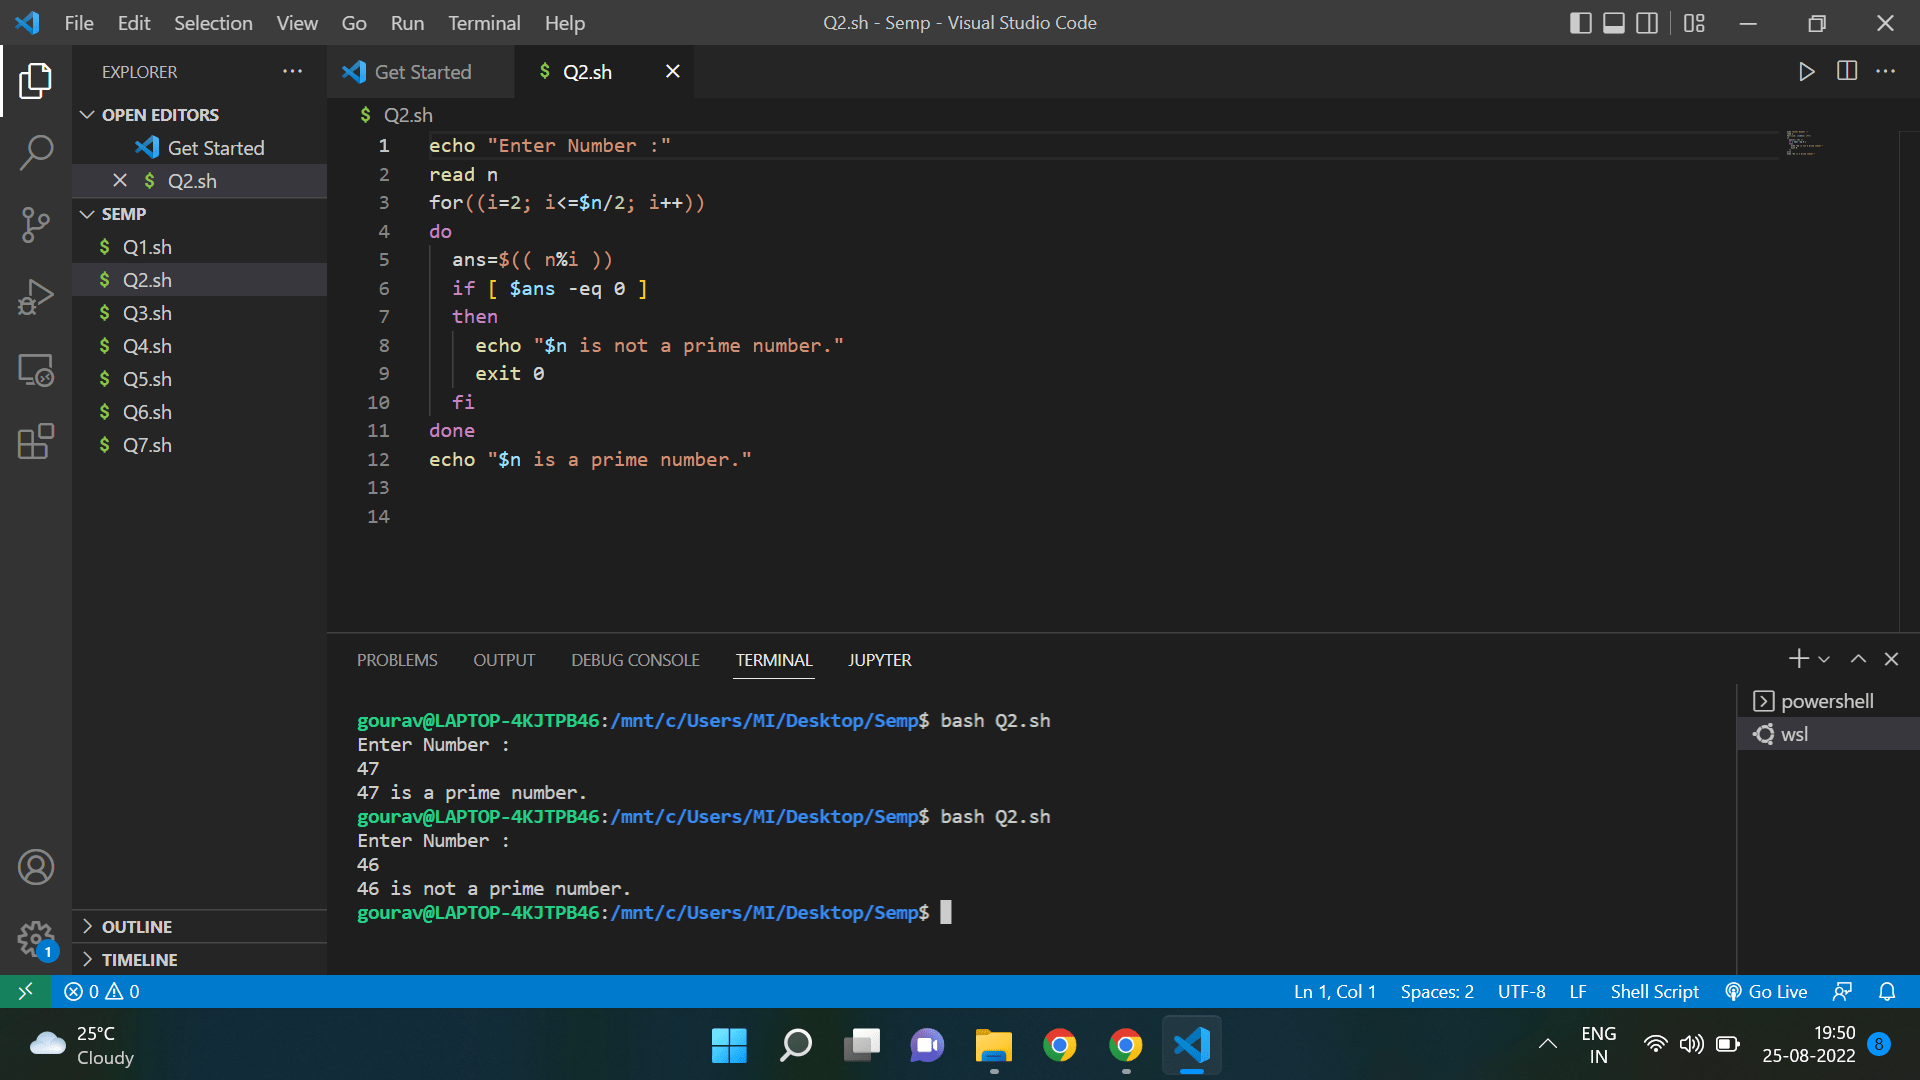 File Edit Selection View Go Run Terminal Help
Q2.sh - Semp - Visual Studio Code
EXPLORER
OPEN EDITORS
Get Started
Q2.sh
SEMP
Q1.sh
Q2.sh
Q3.sh
Q4.sh
Q5.sh
Q6.sh
Q7.sh
OUTLINE
TIMELINE
Get Started
$ Q2.sh
$ Q2.sh
1 echo "Enter Number :"
2 read n
3 for((i=2; i<=$n/2; i++))
4 do
5 ans=$(( n%i ))
6 if [ $ans -eq 0 ]
7 then
8 echo "$n is not a prime number."
9 exit 0
10 fi
11 done
12 echo "$n is a prime number."
13
14
PROBLEMS OUTPUT DEBUG CONSOLE TERMINAL JUPYTER
gourav@LAPTOP-4KJTPB46:/mnt/c/Users/MI/Desktop/Semp$ bash Q2.sh
Enter Number :
47
47 is a prime number.
gourav@LAPTOP-4KJTPB46:/mnt/c/Users/MI/Desktop/Semp$ bash Q2.sh
Enter Number :
46
46 is not a prime number.
gourav@LAPTOP-4KJTPB46:/mnt/c/Users/MI/Desktop/Semp$
powershell
wsl
1
0 0
Ln 1, Col 1 Spaces: 2 UTF-8 LF Shell Script Go Live
25°C
Cloudy
ENG
IN
19:50
25-08-2022
8